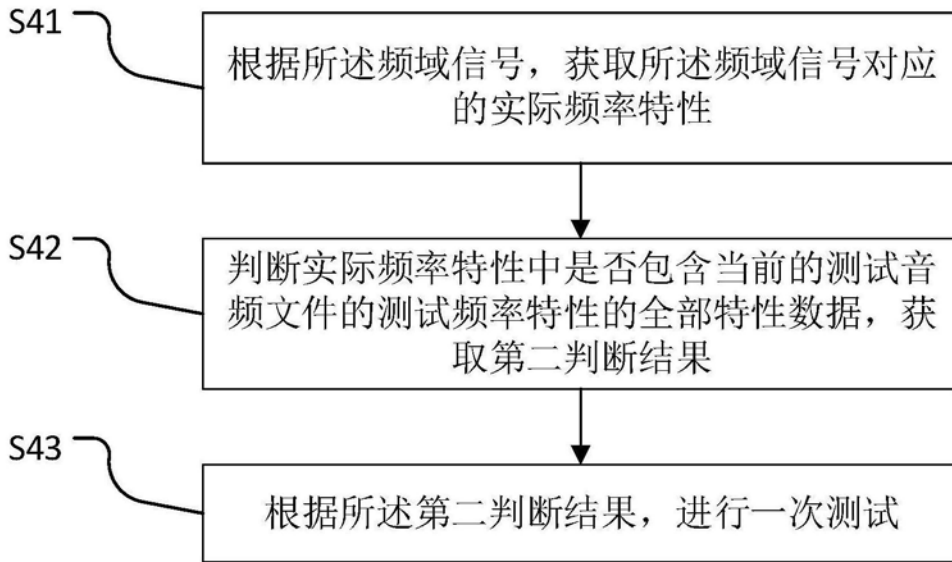 S41
根据所述频域信号，获取所述频域信号对应
的实际频率特性
S42
判断实际频率特性中是否包含当前的测试音
频文件的测试频率特性的全部特性数据，获
取第二判断结果
S43
根据所述第二判断结果，进行一次测试